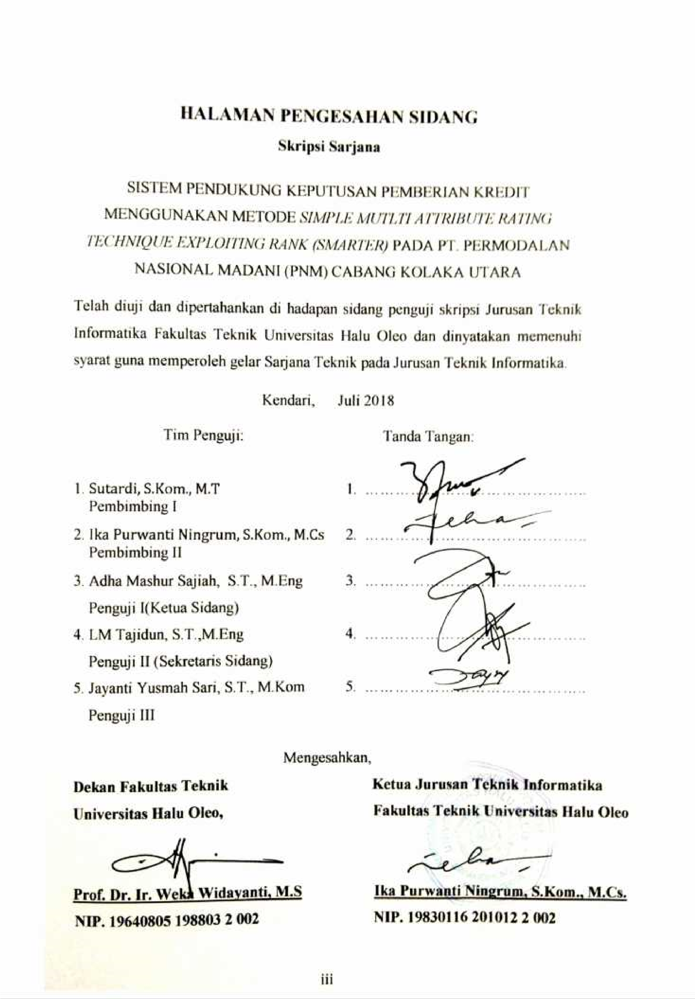 HALAMAN PENGESAHAN SIDANG
Skripsi Sarjana
SISTEM PENDUKUNG KEPUTUSAN PEMBERIAN KREDIT
MENGGUNAKAN METODE SIMPLE MUTLTI ATTRIBUTE RATING
TECHNIQUE EXPLOITING RANK (SMARTER) PADA PT. PERMODALAN
NASIONAL MADANI (PNM) CABANG KOLAKA UTARA
Telah diuji dan dipertahankan di hadapan sidang penguji skripsi Jurusan Teknik
Informatika Fakultas Teknik Universitas Halu Oleo dan dinyatakan memenuhi
syarat guna memperoleh gelar Sarjana Teknik pada Jurusan Teknik Informatika.
Kendari, Juli 2018
Tim Penguji: Tanda Tangan:
1. Sutardi, S.Kom., M.T 1.
Pembimbing I
2. Ika Purwanti Ningrum, S.Kom., M.Cs 2.
Pembimbing II
3. Adha Mashur Sajiah, S.T., M.Eng 3.
Penguji I(Ketua Sidang)
4. LM Tajidun, S.T.,M.Eng 4.
Penguji II (Sekretaris Sidang)
5. Jayanti Yusmah Sari, S.T., M.Kom 5.
Penguji III
Mengesahkan,
Dekan Fakultas Teknik Ketua Jurusan Teknik Informatika
Universitas Halu Oleo, Fakultas Teknik Universitas Halu Oleo
Prof. Dr. Ir. Weka Widayanti, M.S Ika Purwanti Ningrum, S.Kom., M.Cs.
NIP. 19640805 198803 2 002 NIP. 19830116 201012 2 002
iii